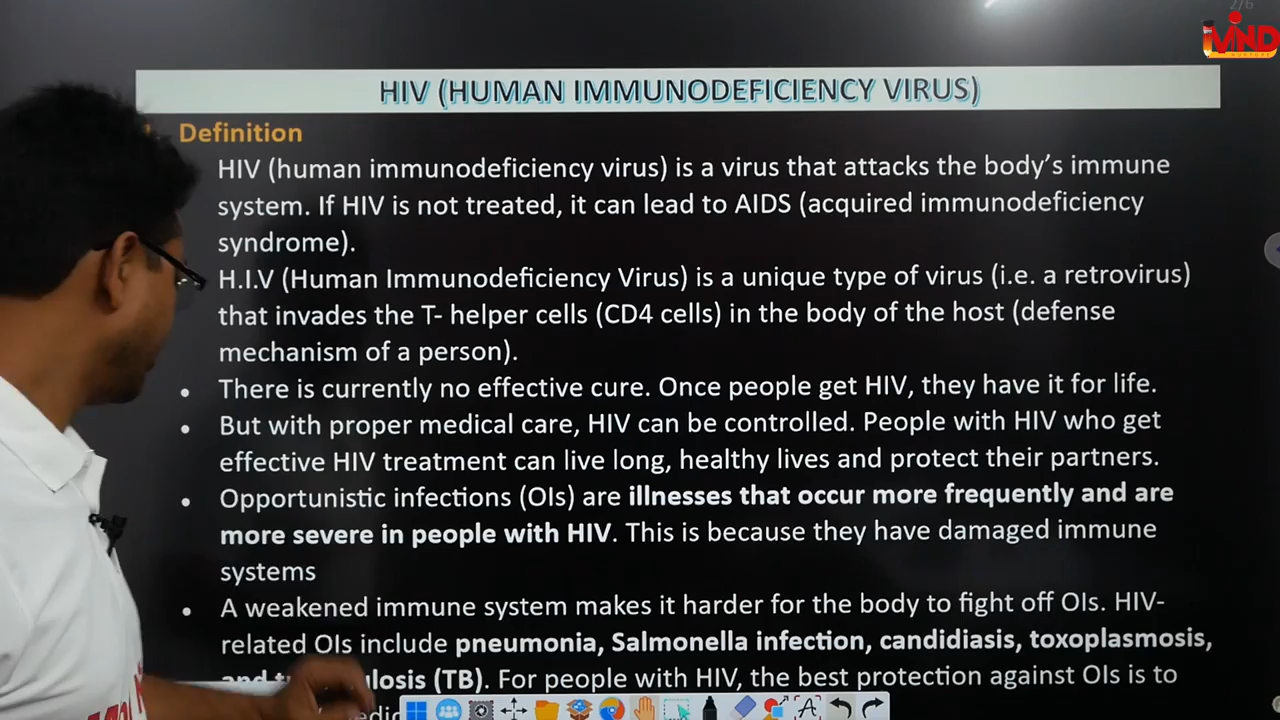 2/6
HIV (HUMAN IMMUNODEFICIENCY VIRUS)
Definition
HIV (human immunodeficiency virus) is a virus that attacks the body's immune
system. If HIV is not treated, it can lead to AIDS (acquired immunodeficiency
syndrome).
H.I.V (Human Immunodeficiency Virus) is a unique type of virus (i.e. a retrovirus)
that invades the T- helper cells (CD4 cells) in the body of the host (defense
mechanism of a person).
• There is currently no effective cure. Once people get HIV, they have it for life.
• But with proper medical care, HIV can be controlled. People with HIV who get
effective HIV treatment can live long, healthy lives and protect their partners.
• Opportunistic infections (OIs) are illnesses that occur more frequently and are
more severe in people with HIV. This is because they have damaged immune
systems
• A weakened immune system makes it harder for the body to fight off OIs. HIV-
related OIs include pneumonia, Salmonella infection, candidiasis, toxoplasmosis,
and (TB). For people with HIV, the best protection against OIs is to